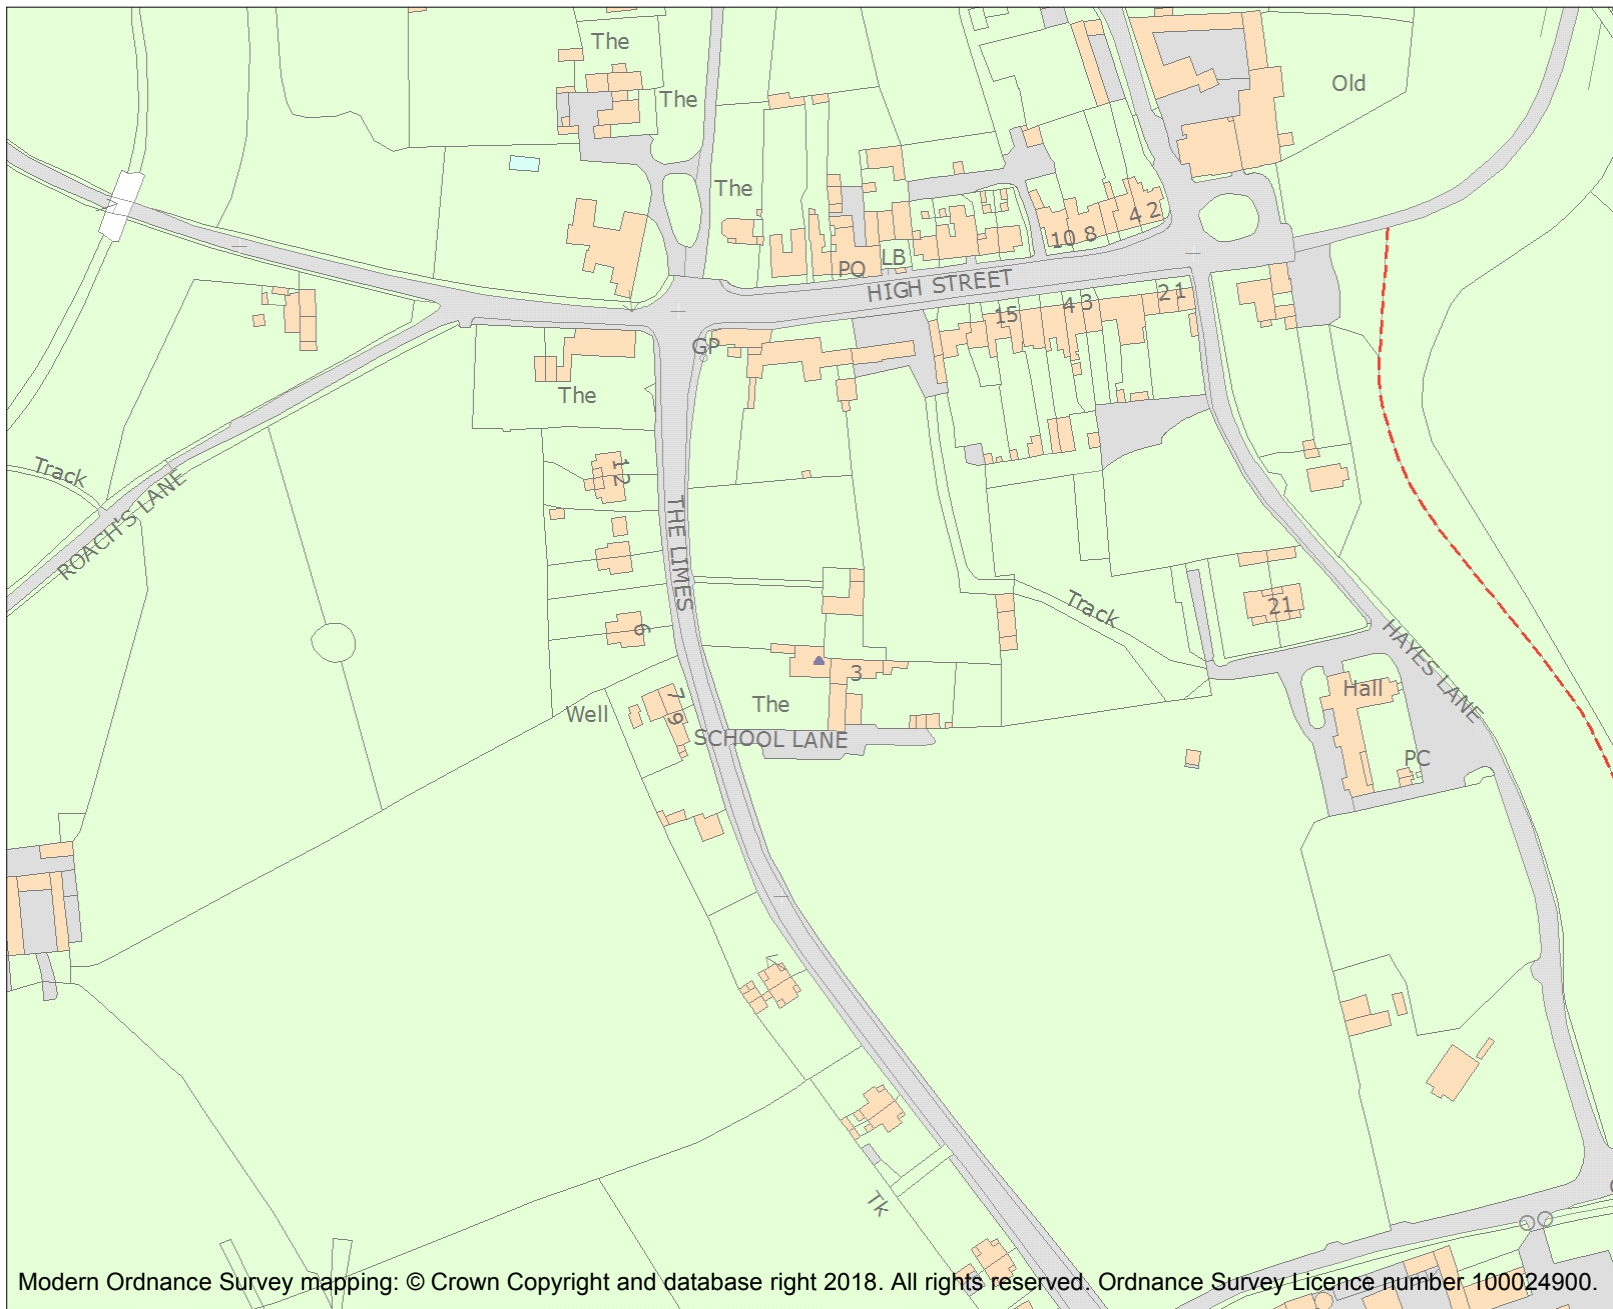 The
The
Old
The
4 2
10 8
LB
PO
HIGH STREET
2 1
4 3
15
GP
The
Track
12
ROACH'S LANE
THE LIMES
Track
21
6
HAYES LANE
3
Hall
7 9
The
Well
SCHOOL LANE
PC
Tk
Modern Ordnance Survey mapping: © Crown Copyright and database right 2018. All rights reserved. Ordnance Survey Licence number 100024900.